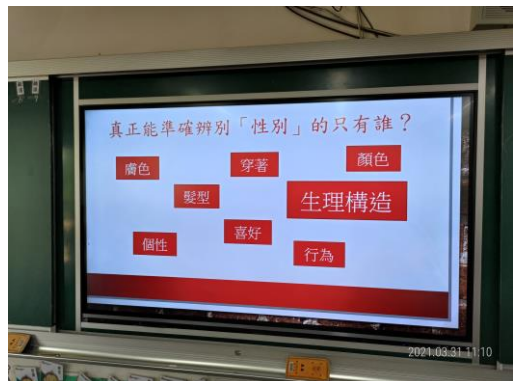 真正能準確辨別「性別」的只有誰？
膚色
穿著
顏色
髮型
生理構造
喜好
個性
行為
2021.03.31 11:10